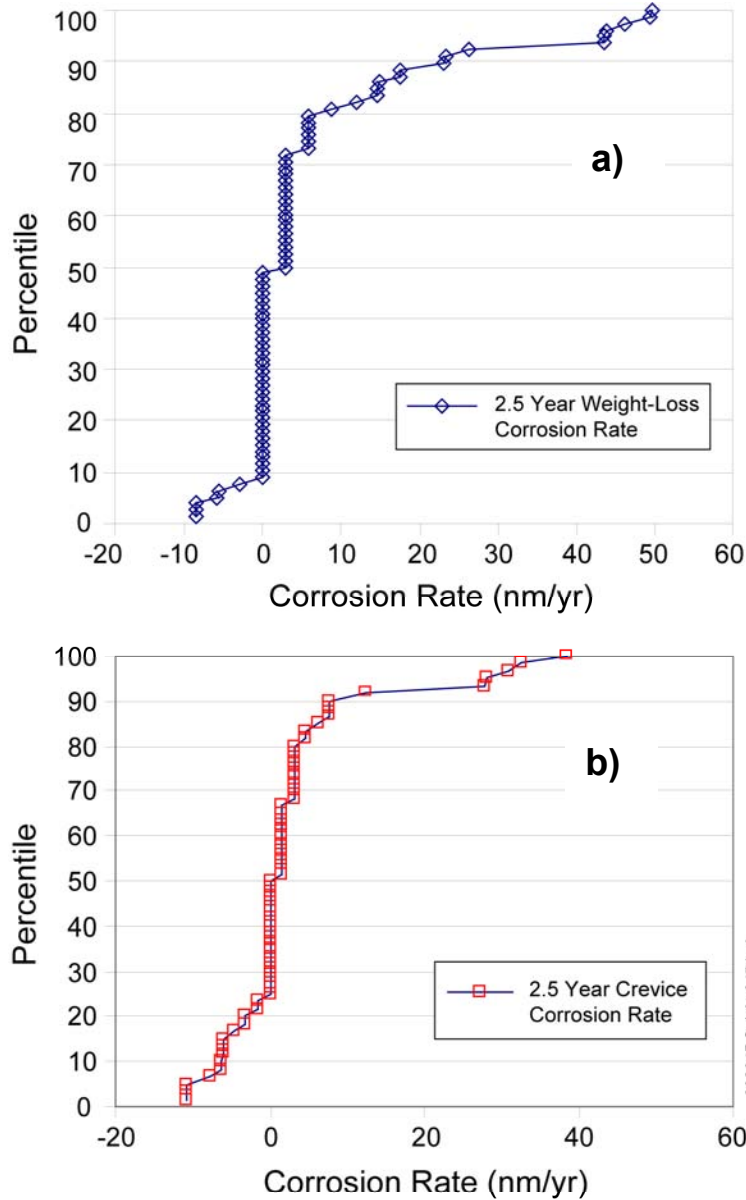 100
90
80
70
60
50
40
30
20
10
0
Percentile
a)
2.5 Year Weight-Loss
Corrosion Rate
-20 -10 0 10 20 30 40 50 60
Corrosion Rate (nm/yr)
100
90
80
70
60
50
40
30
20
10
0
Percentile
b)
2.5 Year Crevice
Corrosion Rate
-20 0 20 40 60
Corrosion Rate (nm/yr)